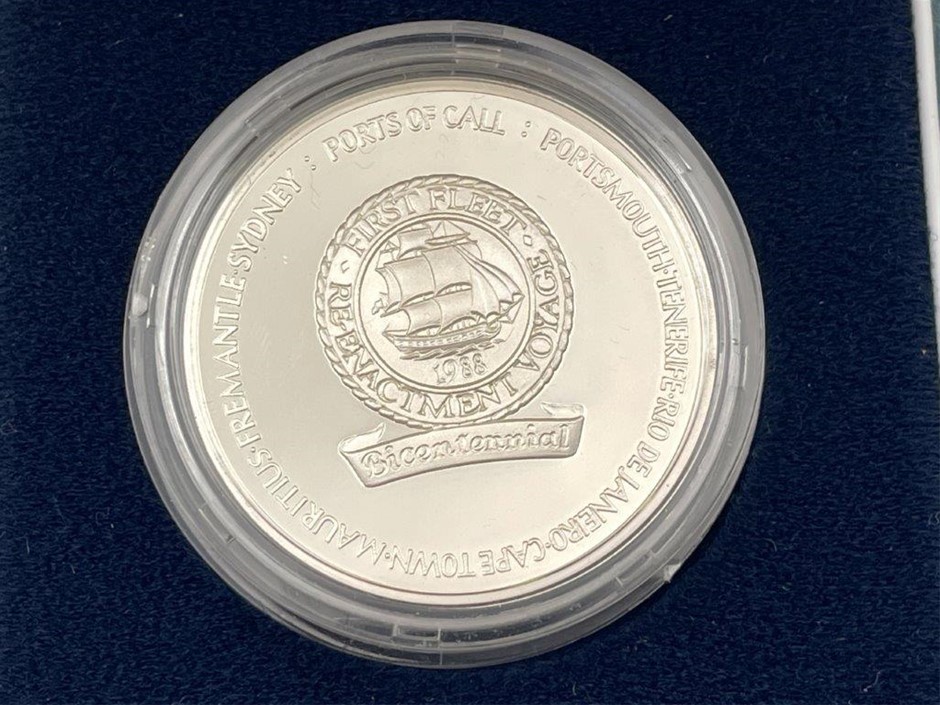 : PORTS OF CALL : PORTSMOUTH·TENERIFE·RIO DE JANERO·CAPE TOWN·MAURITIUS·FREMANTLE·SYDNEY
· FIRST FLEET ·
RE-ENACTMENT VOYAGE
1988
Bicentennial